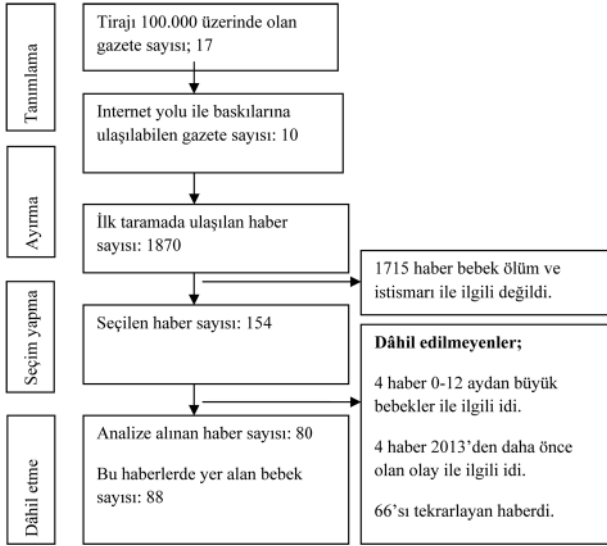 Tanımlama
Tirajı 100.000 üzerinde olan
gazete sayısı; 17
Internet yolu ile baskılarına
ulaşılabilen gazete sayısı: 10
Ayırma
İlk taramada ulaşılan haber
sayısı: 1870
1715 haber bebek ölüm ve
istismarı ile ilgili değildi.
Seçim yapma
Seçilen haber sayısı: 154
Dâhil edilmeyenler;
4 haber 0-12 aydan büyük
bebekler ile ilgili idi.
4 haber 2013’den daha önce
olan olay ile ilgili idi.
66’sı tekrarlayan haberdi.
Dâhil etme
Analize alınan haber sayısı: 80
Bu haberlerde yer alan bebek
sayısı: 88